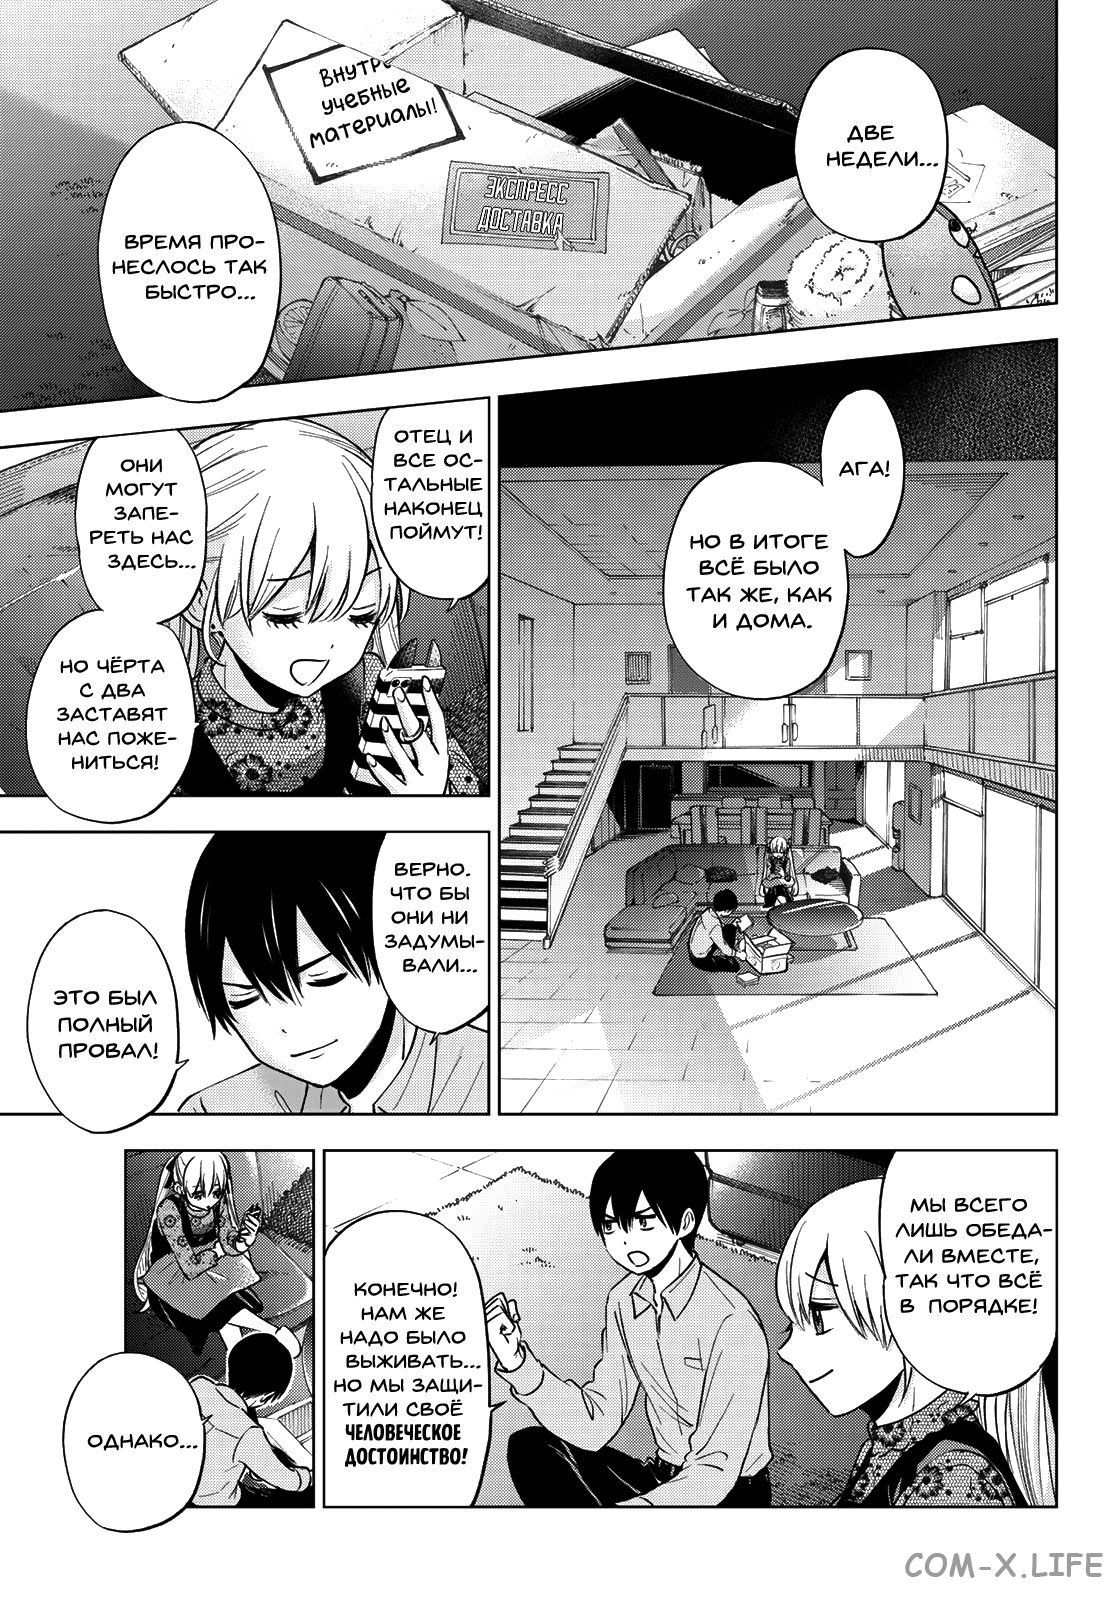 ДВЕ
НЕДЕЛИ...
ВНУТРЕ
УЧЕБНЫЕ
МАТЕРИАЛЫ!
ЭКСПРЕСС
ДОСТАВКА
ВРЕМЯ ПРО-
НЕСЛОСЬ ТАК
БЫСТРО...
АГА!
НО В ИТОГЕ
ВСЁ БЫЛО
ТАК ЖЕ, КАК
И ДОМА.
ОТЕЦ И
ВСЕ ОС-
ТАЛЬНЫЕ
НАКОНЕЦ
ПОЙМУТ!
ОНИ
МОГУТ
ЗАПЕ-
РЕТЬ НАС
ЗДЕСЬ...
НО ЧЁРТА
С ДВА
ЗАСТАВЯТ
НАС ПОЖЕ-
НИТЬСЯ!
ВЕРНО.
ЧТО БЫ
ОНИ НИ
ЗАДУМЫ-
ВАЛИ...
ЭТО БЫЛ
ПОЛНЫЙ
ПРОВАЛ!
МЫ ВСЕГО
ЛИШЬ ОБЕДА-
ЛИ ВМЕСТЕ,
ТАК ЧТО ВСЁ
В ПОРЯДКЕ!
КОНЕЧНО!
НАМ ЖЕ
НАДО БЫЛО
ВЫЖИВАТЬ...
НО МЫ ЗАЩИ-
ТИЛИ СВОЁ
ЧЕЛОВЕЧЕСКОЕ
ДОСТОИНСТВО!
ОДНАКО...
COM-X.LIFE